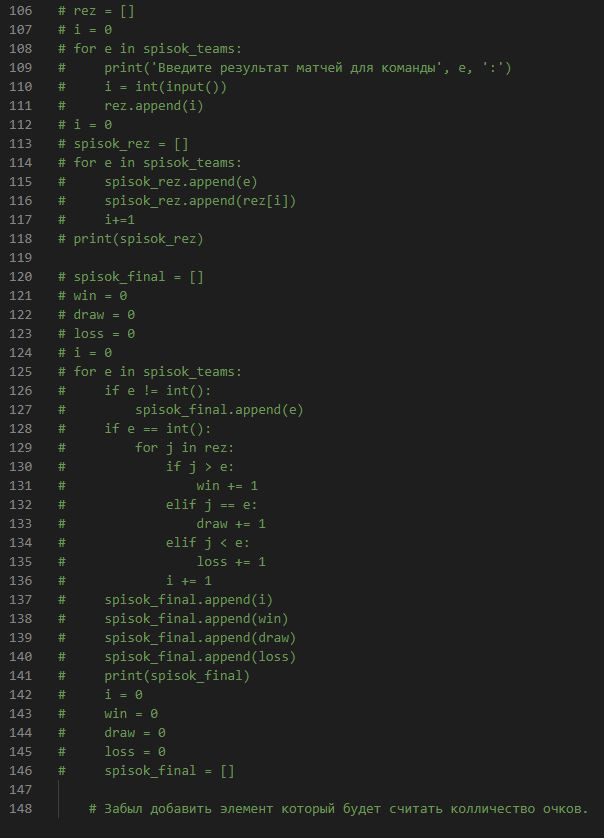 106 # rez = []
107 # i = 0
108 # for e in spisok_teams:
109 #     print('Введите результат матчей для команды', e, ':')
110 #     i = int(input())
111 #     rez.append(i)
112 # i = 0
113 # spisok_rez = []
114 # for e in spisok_teams:
115 #     spisok_rez.append(e)
116 #     spisok_rez.append(rez[i])
117 #     i+=1
118 # print(spisok_rez)
119
120 # spisok_final = []
121 # win = 0
122 # draw = 0
123 # loss = 0
124 # i = 0
125 # for e in spisok_teams:
126 #     if e != int():
127 #         spisok_final.append(e)
128 #     if e == int():
129 #         for j in rez:
130 #             if j > e:
131 #                 win += 1
132 #             elif j == e:
133 #                 draw += 1
134 #             elif j < e:
135 #                 loss += 1
136 #             i += 1
137 #     spisok_final.append(i)
138 #     spisok_final.append(win)
139 #     spisok_final.append(draw)
140 #     spisok_final.append(loss)
141 #     print(spisok_final)
142 #     i = 0
143 #     win = 0
144 #     draw = 0
145 #     loss = 0
146 #     spisok_final = []
147
148     # Забыл добавить элемент который будет считать колличество очков.